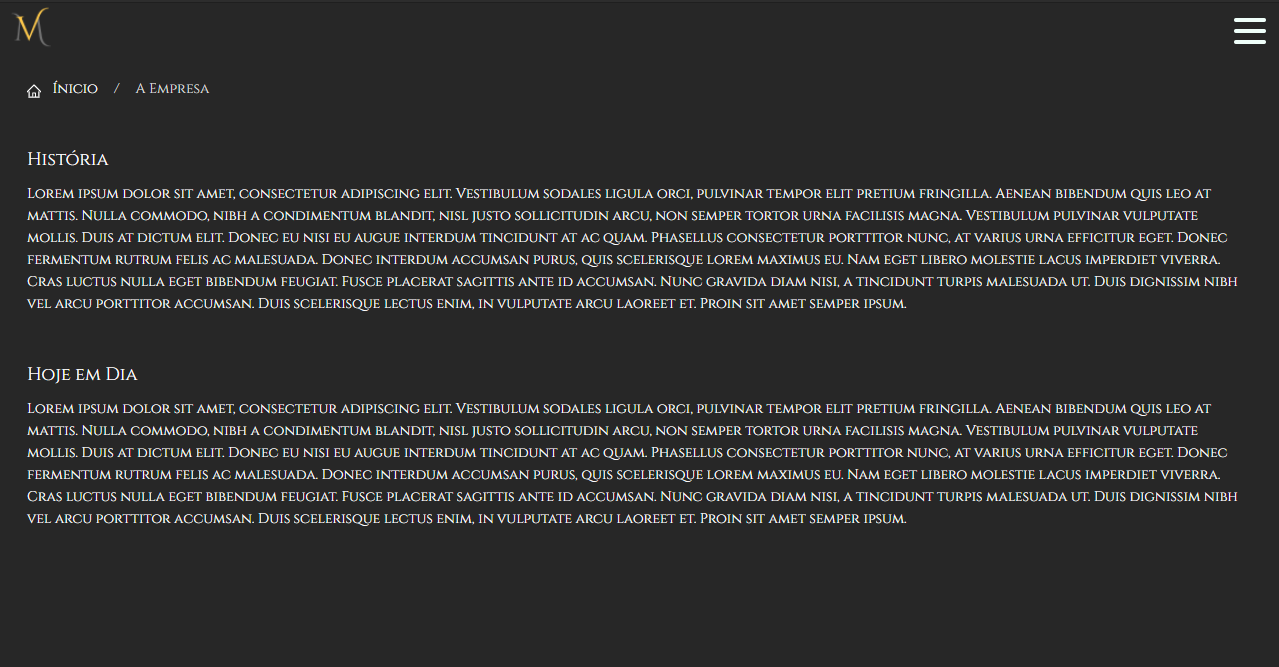 M
Ínicio / A Empresa
História
Lorem ipsum dolor sit amet, consectetur adipiscing elit. Vestibulum sodales ligula orci, pulvinar tempor elit pretium fringilla. Aenean bibendum quis leo at
mattis. Nulla commodo, nibh a condimentum blandit, nisl justo sollicitudin arcu, non semper tortor urna facilisis magna. Vestibulum pulvinar vulputate
mollis. Duis at dictum elit. Donec eu nisi eu augue interdum tincidunt at ac quam. Phasellus consectetur porttitor nunc, at varius urna efficitur eget. Donec
fermentum rutrum felis ac malesuada. Donec interdum accumsan purus, quis scelerisque lorem maximus eu. Nam eget libero molestie lacus imperdiet viverra.
Cras luctus nulla eget bibendum feugiat. Fusce placerat sagittis ante id accumsan. Nunc gravida diam nisi, a tincidunt turpis malesuada ut. Duis dignissim nibh
vel arcu porttitor accumsan. Duis scelerisque lectus enim, in vulputate arcu laoreet et. Proin sit amet semper ipsum.
Hoje em Dia
Lorem ipsum dolor sit amet, consectetur adipiscing elit. Vestibulum sodales ligula orci, pulvinar tempor elit pretium fringilla. Aenean bibendum quis leo at
mattis. Nulla commodo, nibh a condimentum blandit, nisl justo sollicitudin arcu, non semper tortor urna facilisis magna. Vestibulum pulvinar vulputate
mollis. Duis at dictum elit. Donec eu nisi eu augue interdum tincidunt at ac quam. Phasellus consectetur porttitor nunc, at varius urna efficitur eget. Donec
fermentum rutrum felis ac malesuada. Donec interdum accumsan purus, quis scelerisque lorem maximus eu. Nam eget libero molestie lacus imperdiet viverra.
Cras luctus nulla eget bibendum feugiat. Fusce placerat sagittis ante id accumsan. Nunc gravida diam nisi, a tincidunt turpis malesuada ut. Duis dignissim nibh
vel arcu porttitor accumsan. Duis scelerisque lectus enim, in vulputate arcu laoreet et. Proin sit amet semper ipsum.